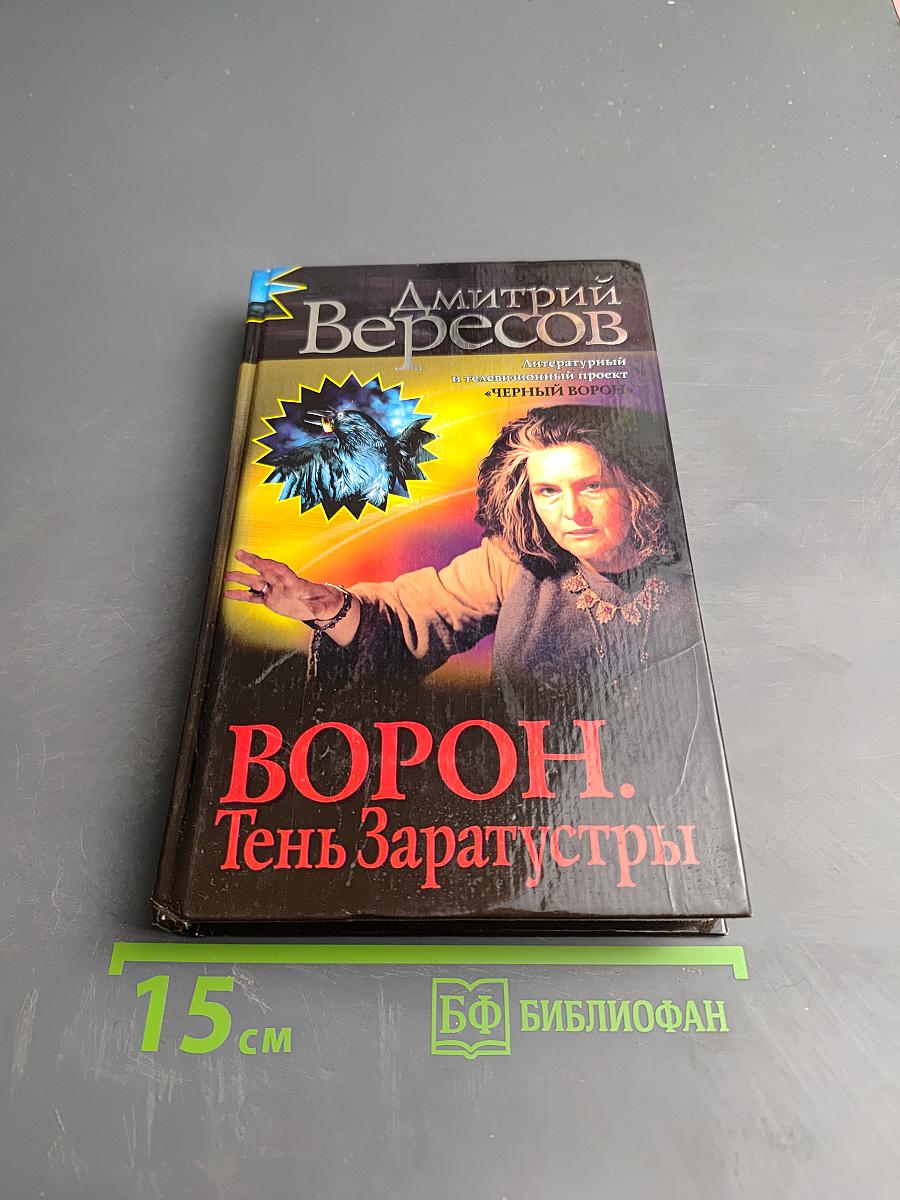 Дмитрий
Вересов
Литературный
и телевизионный проект
«ЧЕРНЫЙ ВОРОН»
ВОРОН.
Тень Заратустры
15 см
БФ БИБЛИОФАН